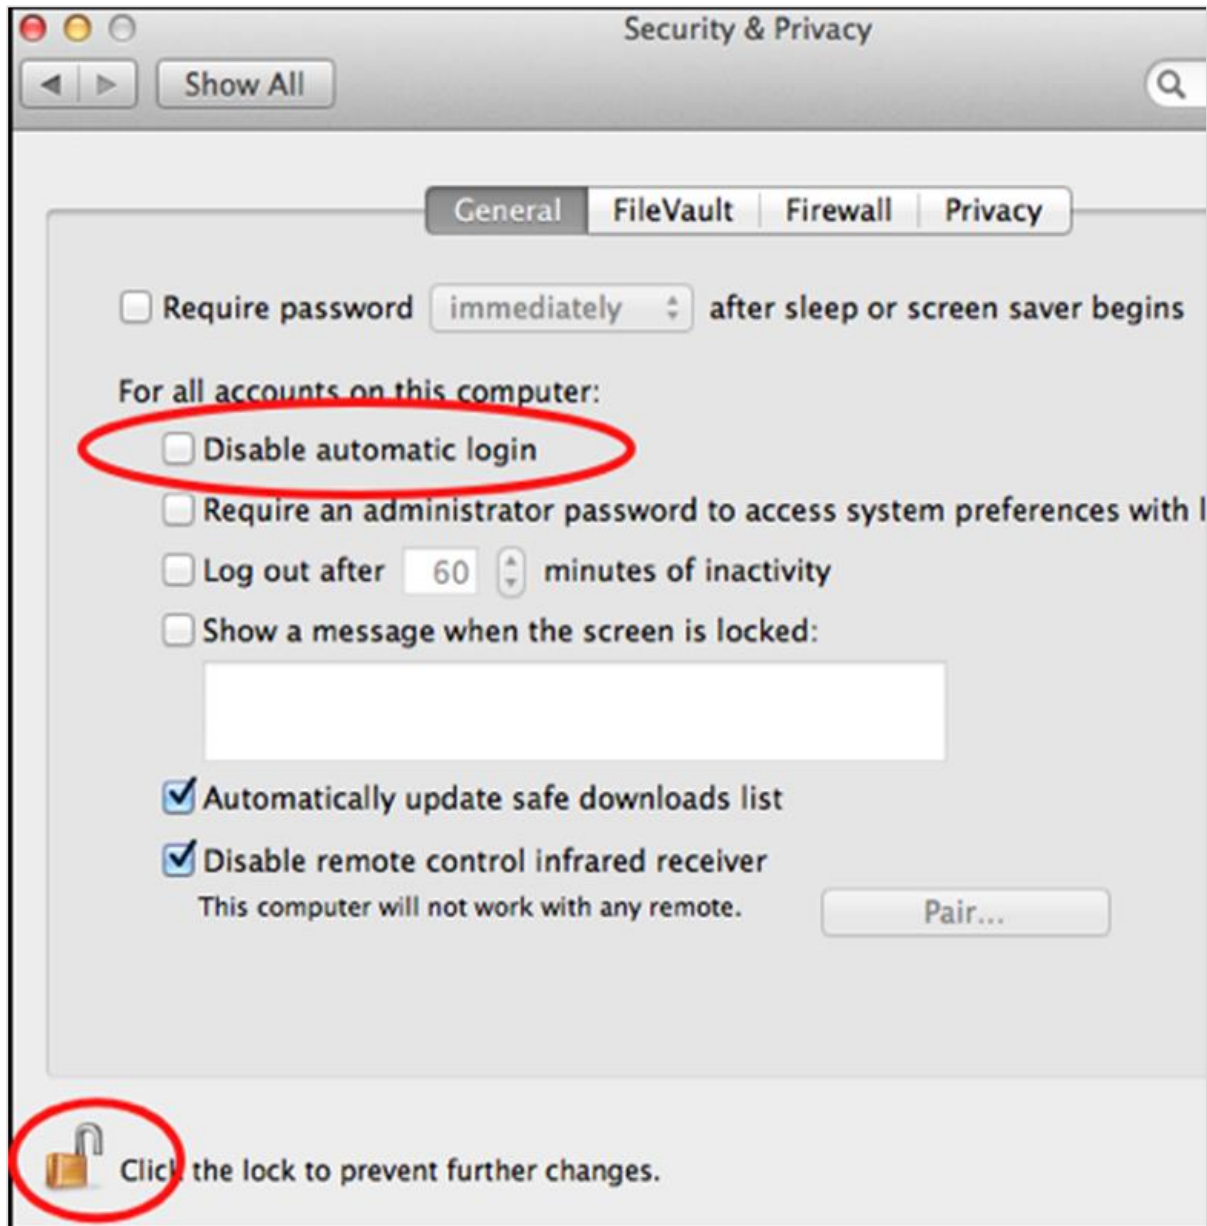 Security & Privacy
Show All
General FileVault Firewall Privacy
Require password immediately after sleep or screen saver begins
For all accounts on this computer:
Disable automatic login
Require an administrator password to access system preferences with l
Log out after 60 minutes of inactivity
Show a message when the screen is locked:
Automatically update safe downloads list
Disable remote control infrared receiver
This computer will not work with any remote. Pair...
Click the lock to prevent further changes.